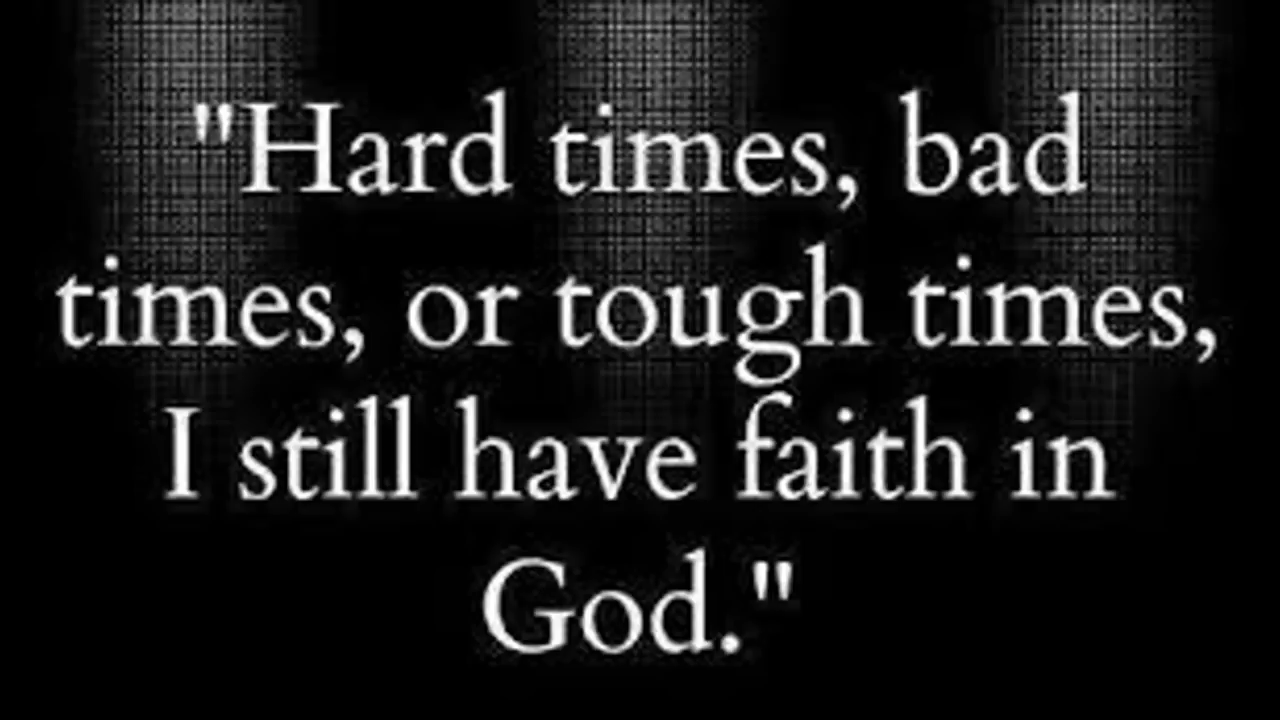 "Hard times, bad
times, or tough times,
I still have faith in
God."